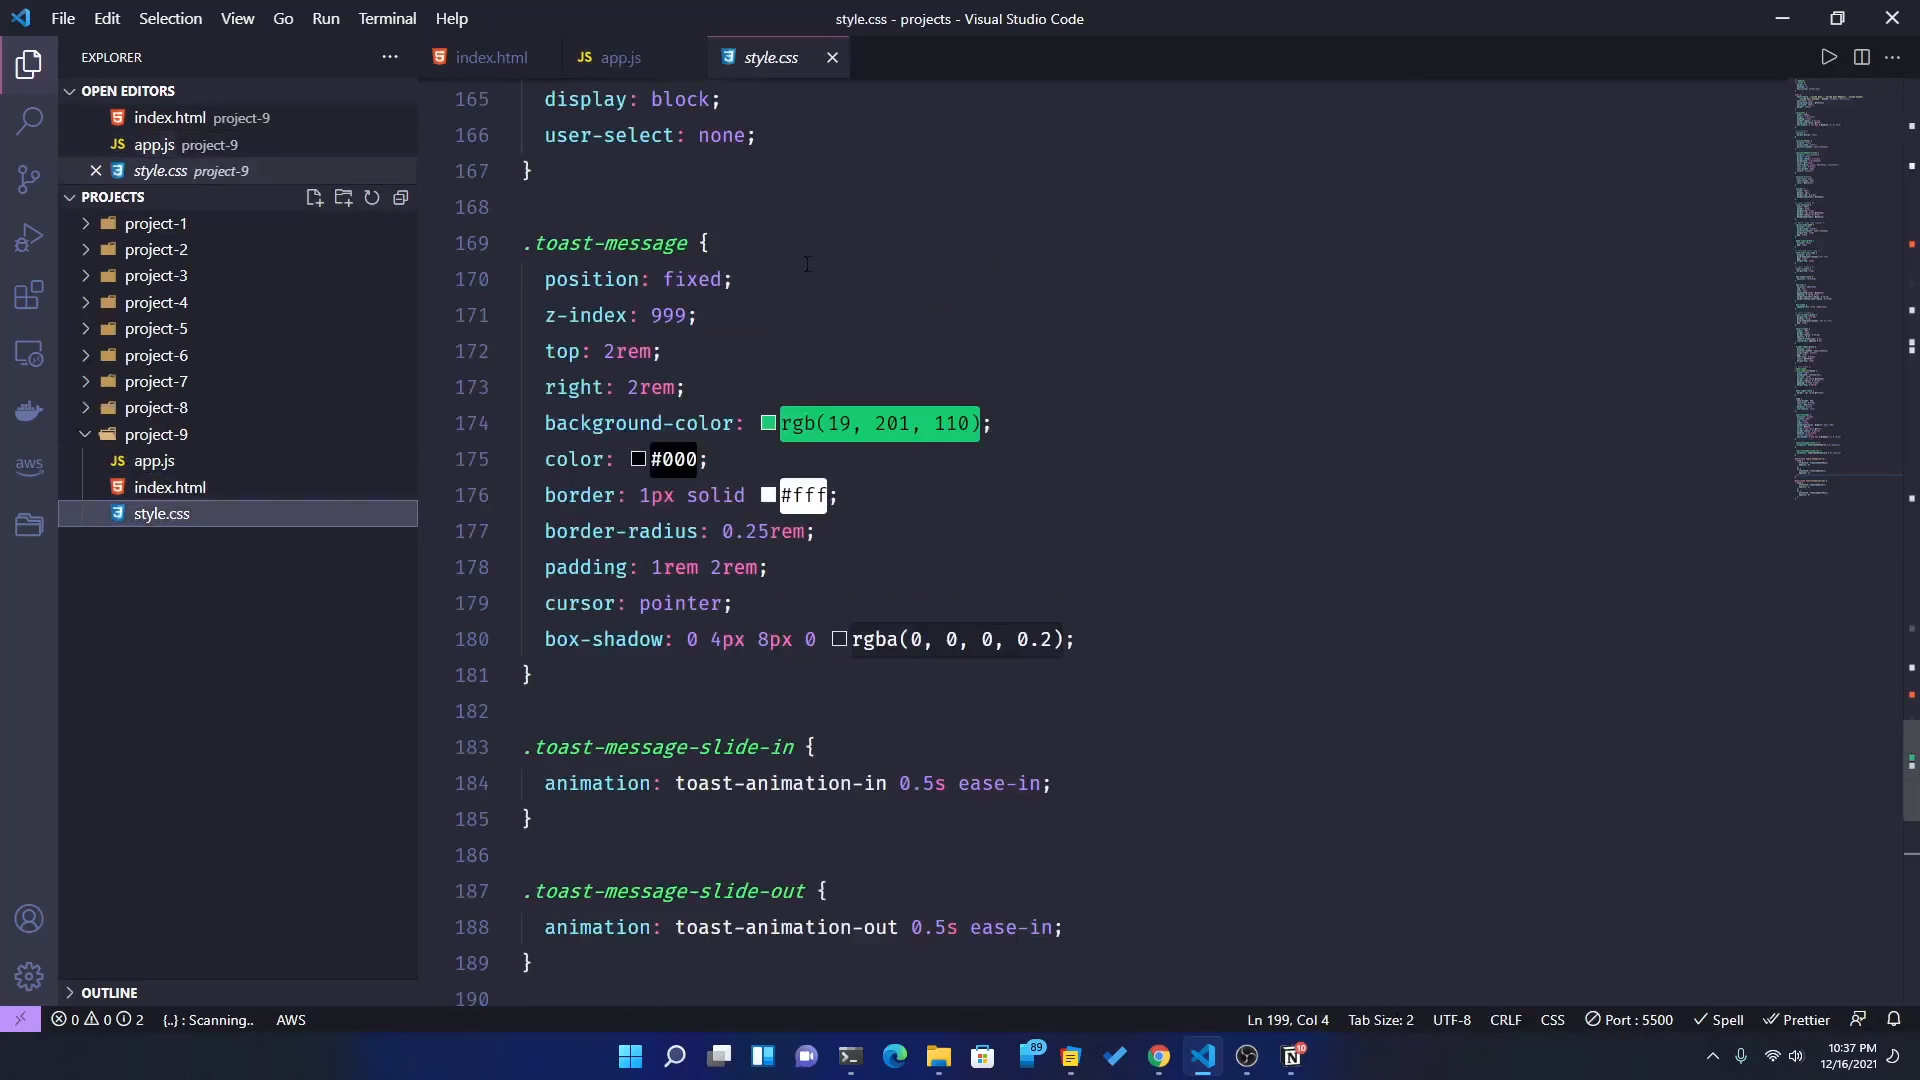 File Edit Selection View Go Run Terminal Help
style.css - projects - Visual Studio Code
EXPLORER
OPEN EDITORS
index.html project-9
JS app.js project-9
style.css project-9
PROJECTS
project-1
project-2
project-3
project-4
project-5
project-6
project-7
project-8
project-9
JS app.js
index.html
style.css
OUTLINE
aws
index.html
JS app.js
style.css
165 display: block;
166 user-select: none;
167 }
168
169 .toast-message {
170 position: fixed;
171 z-index: 999;
172 top: 2rem;
173 right: 2rem;
174 background-color: rgb(19, 201, 110);
175 color: #000;
176 border: 1px solid #fff;
177 border-radius: 0.25rem;
178 padding: 1rem 2rem;
179 cursor: pointer;
180 box-shadow: 0 4px 8px 0 rgba(0, 0, 0, 0.2);
181 }
182
183 .toast-message-slide-in {
184 animation: toast-animation-in 0.5s ease-in;
185 }
186
187 .toast-message-slide-out {
188 animation: toast-animation-out 0.5s ease-in;
189 }
190
0 0 2 {..} : Scanning.. AWS
Ln 199, Col 4 Tab Size: 2 UTF-8 CRLF CSS Port : 5500 Spell Prettier
89
10
10:37 PM
12/16/2021